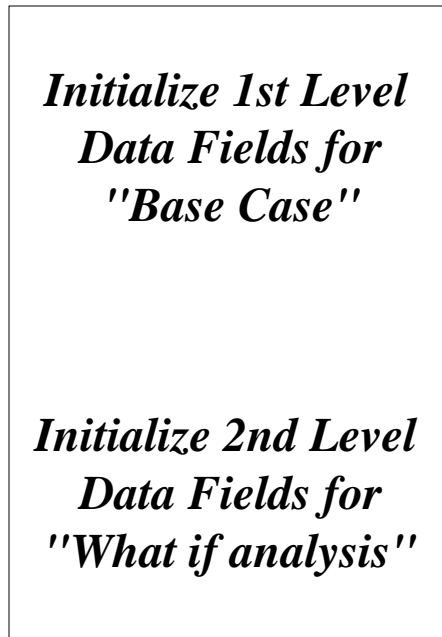 Initialize 1st Level
Data Fields for
"Base Case"
Initialize 2nd Level
Data Fields for
"What if analysis"